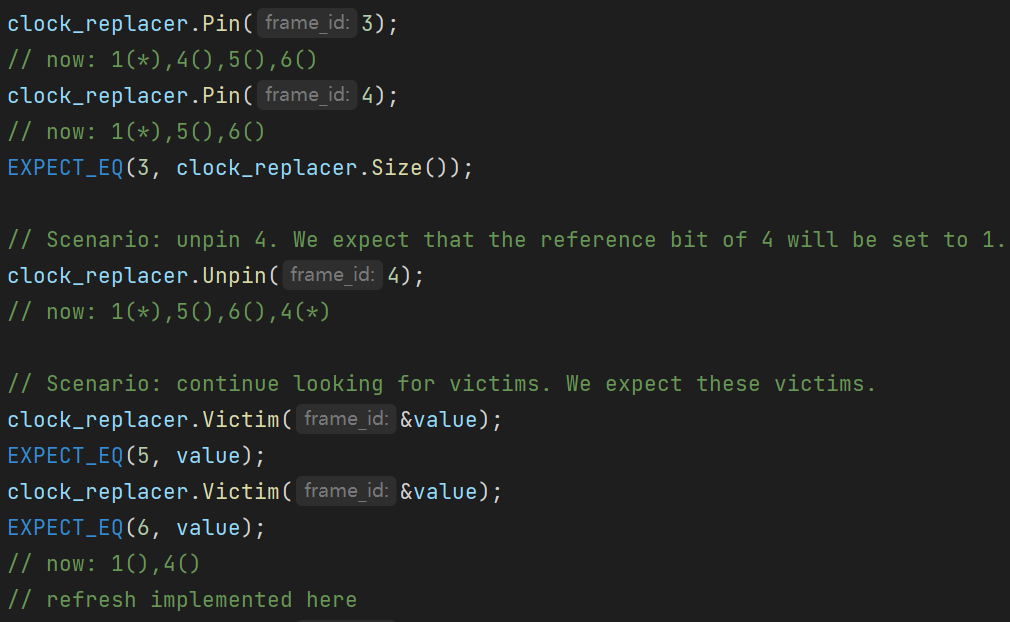 clock_replacer.Pin( frame_id: 3);
// now: 1(*),4(),5(),6()
clock_replacer.Pin( frame_id: 4);
// now: 1(*),5(),6()
EXPECT_EQ(3, clock_replacer.Size());
// Scenario: unpin 4. We expect that the reference bit of 4 will be set to 1.
clock_replacer.Unpin( frame_id: 4);
// now: 1(*),5(),6(),4(*)
// Scenario: continue looking for victims. We expect these victims.
clock_replacer.Victim( frame_id: &value);
EXPECT_EQ(5, value);
clock_replacer.Victim( frame_id: &value);
EXPECT_EQ(6, value);
// now: 1(),4()
// refresh implemented here